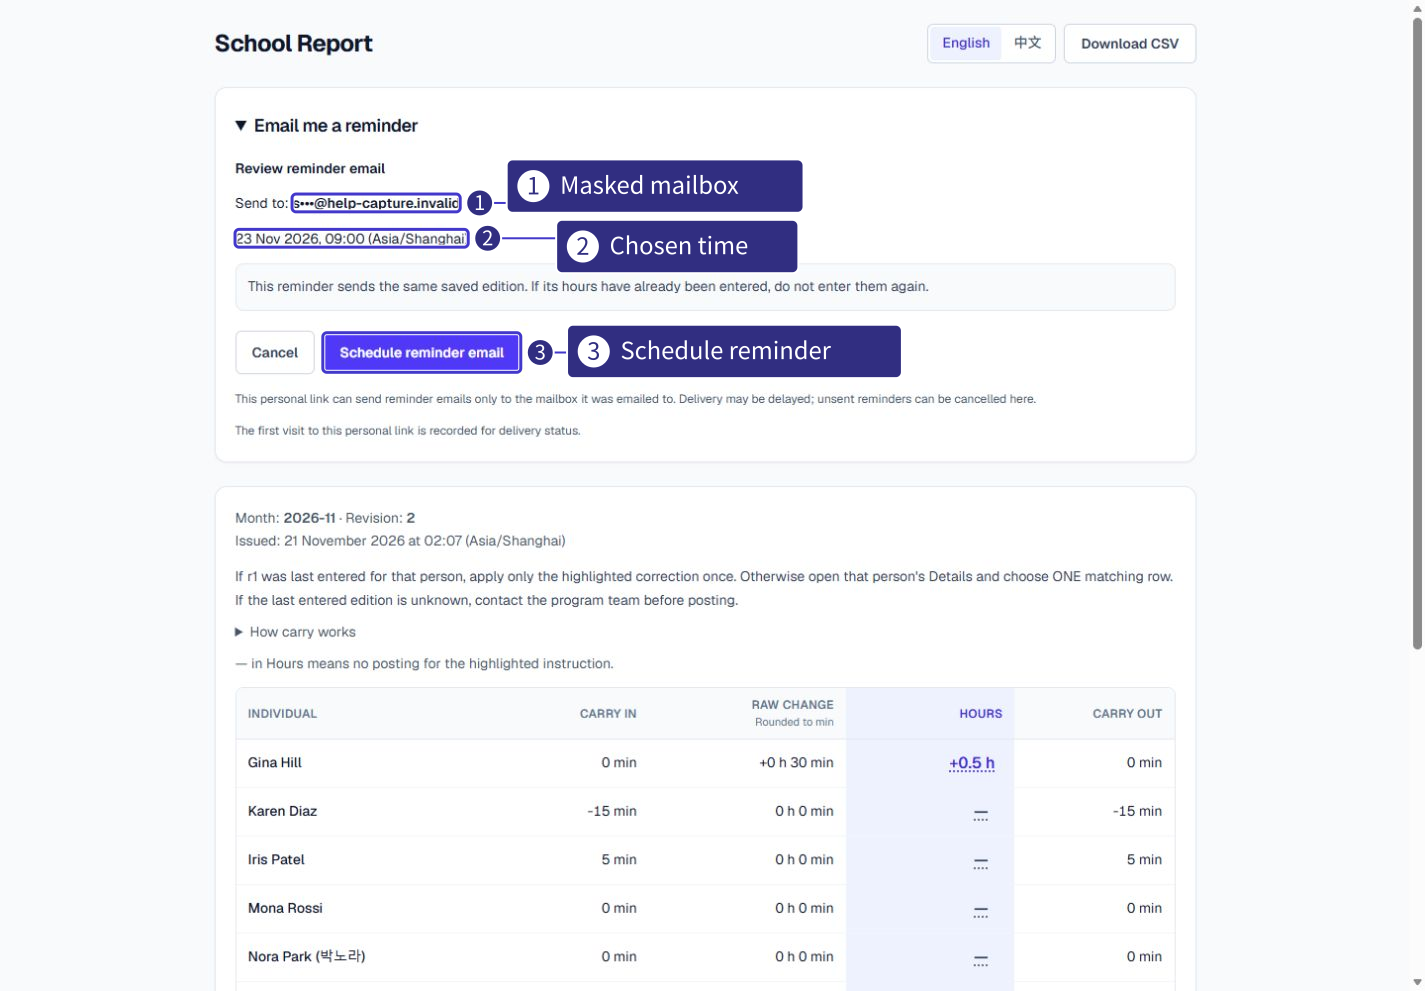 School Report
English
中文
Download CSV
▼ Email me a reminder
Review reminder email
Send to: s•••@help-capture.invalid
1
1 Masked mailbox
23 Nov 2026, 09:00 (Asia/Shanghai)
2
2 Chosen time
This reminder sends the same saved edition. If its hours have already been entered, do not enter them again.
Cancel
Schedule reminder email
3
3 Schedule reminder
This personal link can send reminder emails only to the mailbox it was emailed to. Delivery may be delayed; unsent reminders can be cancelled here.
The first visit to this personal link is recorded for delivery status.
Month: 2026-11 · Revision: 2
Issued: 21 November 2026 at 02:07 (Asia/Shanghai)
If r1 was last entered for that person, apply only the highlighted correction once. Otherwise open that person's Details and choose ONE matching row.
If the last entered edition is unknown, contact the program team before posting.
▶ How carry works
— in Hours means no posting for the highlighted instruction.
INDIVIDUAL CARRY IN RAW CHANGE Rounded to min HOURS CARRY OUT
Gina Hill 0 min +0 h 30 min +0.5 h 0 min
Karen Diaz -15 min 0 h 0 min — -15 min
Iris Patel 5 min 0 h 0 min — 5 min
Mona Rossi 0 min 0 h 0 min — 0 min
Nora Park (박노라) 0 min 0 h 0 min — 0 min